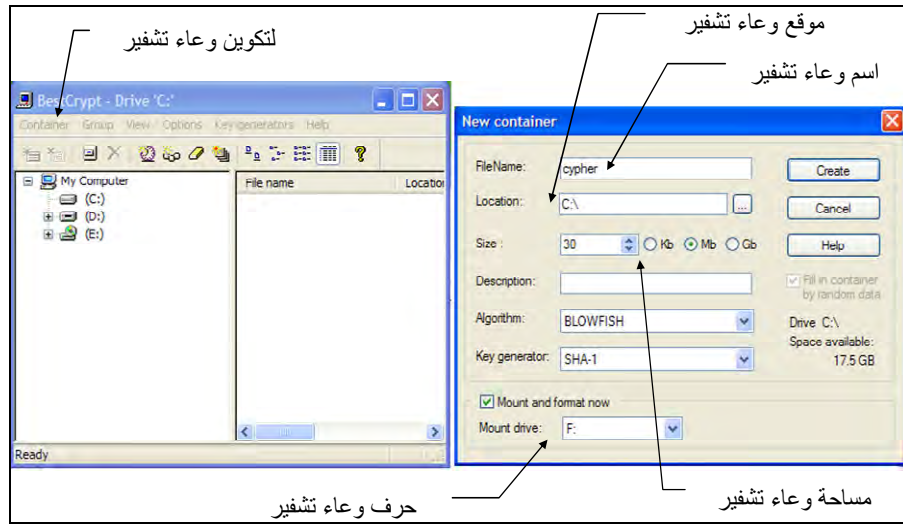 موقع وعاء تشفير
لتكوين وعاء تشفير
اسم وعاء تشفير
BestCrypt - Drive 'C:'
Container Group View Options Key generators Help
My Computer
(C:)
(D:)
(E:)
File name Location
Ready
New container
FileName: cypher
Create
Location: C:\ ...
Cancel
Size : 30 Kb Mb Gb
Help
Description:
Fill in container
by random data
Algorithm: BLOWFISH
Drive C:\
Space available:
17.5 GB
Key generator: SHA-1
Mount and format now
Mount drive: F:
حرف وعاء تشفير
مساحة وعاء تشفير